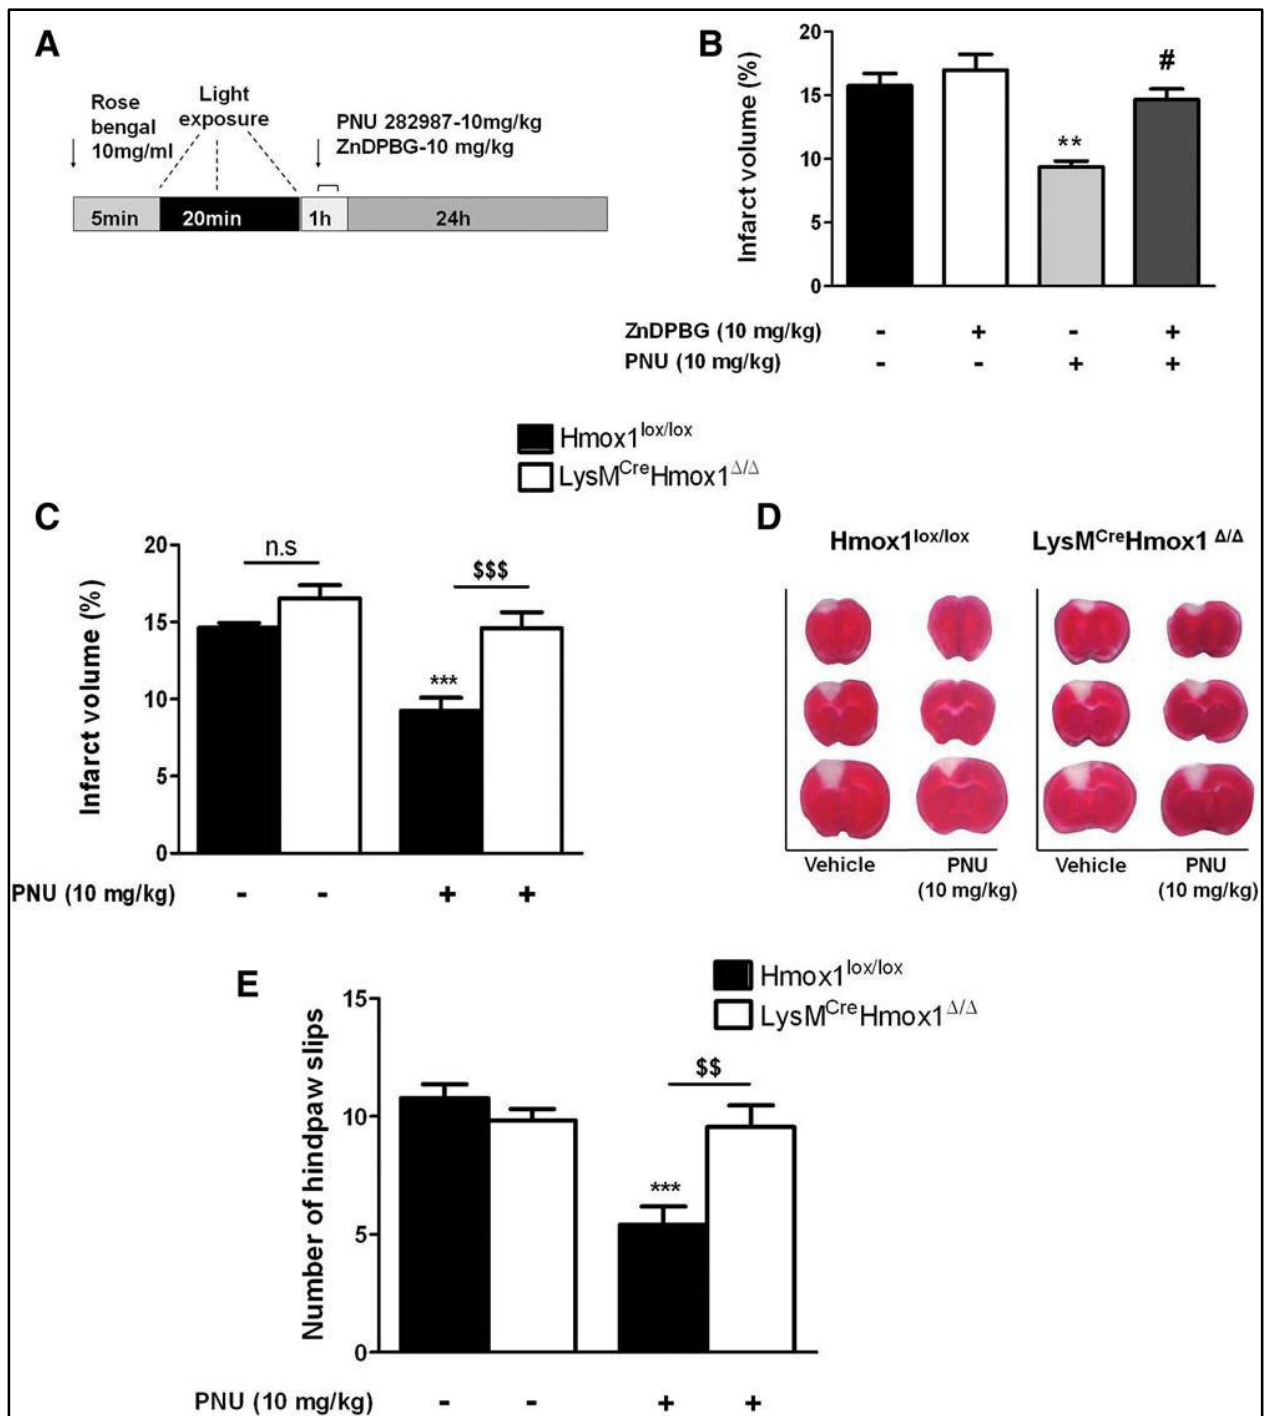 A
Rose
bengal
10mg/ml
Light
exposure
PNU 282987-10mg/kg
ZnDPBG-10 mg/kg
5min 20min 1h 24h
B
Infarct volume (%)
20
15
10
5
0
**
#
ZnDPBG (10 mg/kg) - + - +
PNU (10 mg/kg) - - + +
Hmox1lox/lox
LysMCreHmox1Δ/Δ
C
Infarct volume (%)
20
15
10
5
0
n.s
***
$$$
PNU (10 mg/kg) - - + +
D
Hmox1lox/lox LysMCreHmox1 Δ/Δ
Vehicle PNU
(10 mg/kg)
Vehicle PNU
(10 mg/kg)
E
Hmox1lox/lox
LysMCreHmox1Δ/Δ
Number of hindpaw slips
15
10
5
0
***
$$
PNU (10 mg/kg) - - + +